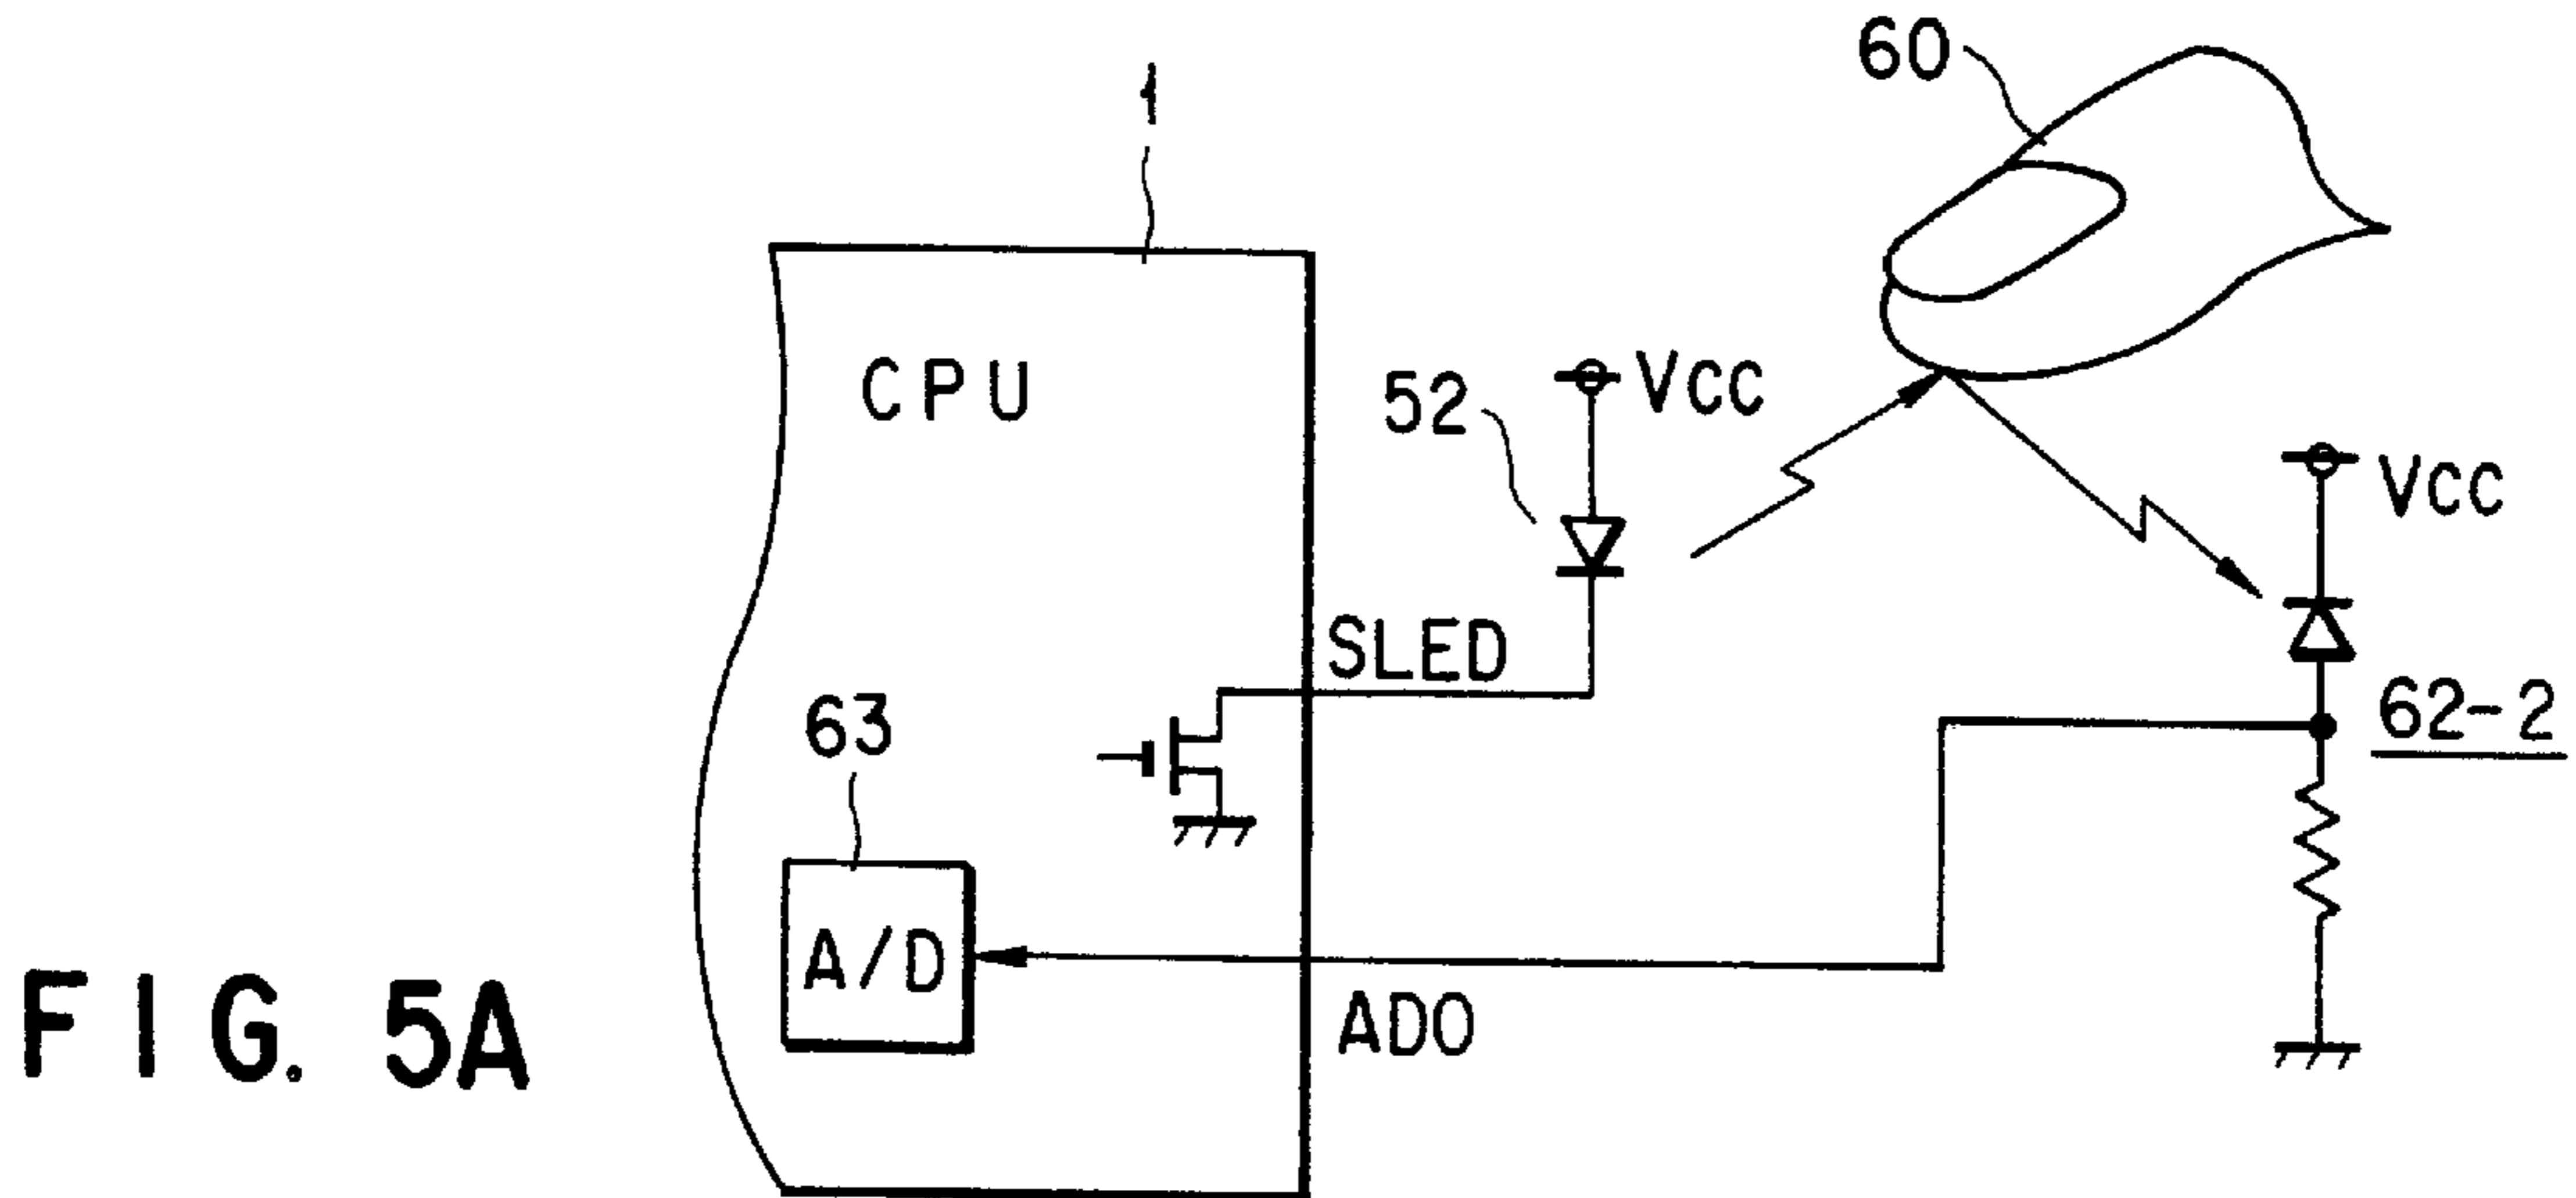 1
60
CPU
52
VCC
VCC
SLED
63
62-2
A/D
ADO
FIG. 5A